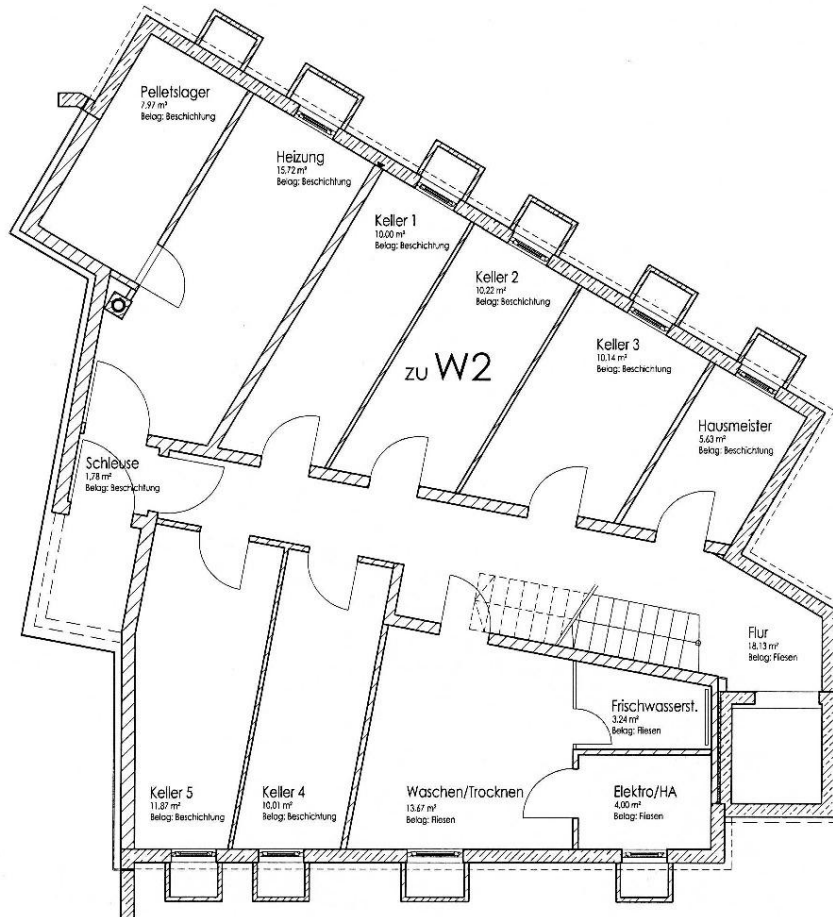 Pelletslager
7.97 m²
Belag: Beschichtung
Heizung
15,72 m²
Belag: Beschichtung
Keller 1
10.00 m²
Belag: Beschichtung
Keller 2
10,22 m²
Belag: Beschichtung
zu W2
Keller 3
10,14 m²
Belag: Beschichtung
Hausmeister
5.63 m²
Belag: Beschichtung
Schleuse
1,78 m²
Belag: Beschichtung
Flur
18,13 m²
Belag: Fliesen
Frischwasserst.
3.24 m²
Belag: Fliesen
Keller 5
11,87 m²
Belag: Beschichtung
Keller 4
10,01 m²
Belag: Beschichtung
Waschen/Trocknen
13.67 m²
Belag: Fliesen
Elektro/HA
4,00 m²
Belag: Fliesen